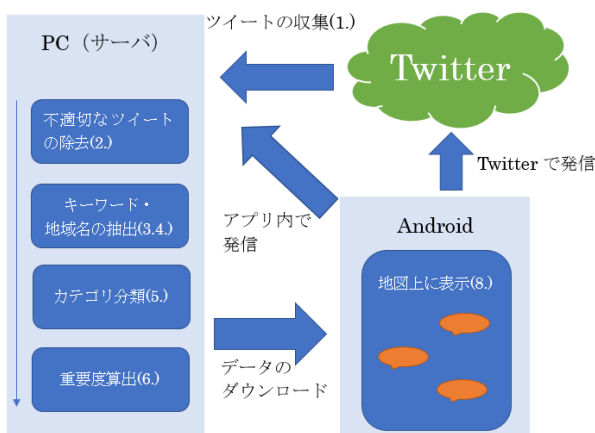 ツイートの収集(1.)
PC（サーバ）
Twitter
不適切なツイート
の除去(2.)
Twitter で発信
キーワード・
地域名の抽出(3.4.)
アプリ内で
発信
Android
地図上に表示(8.)
カテゴリ分類(5.)
データの
ダウンロード
重要度算出(6.)